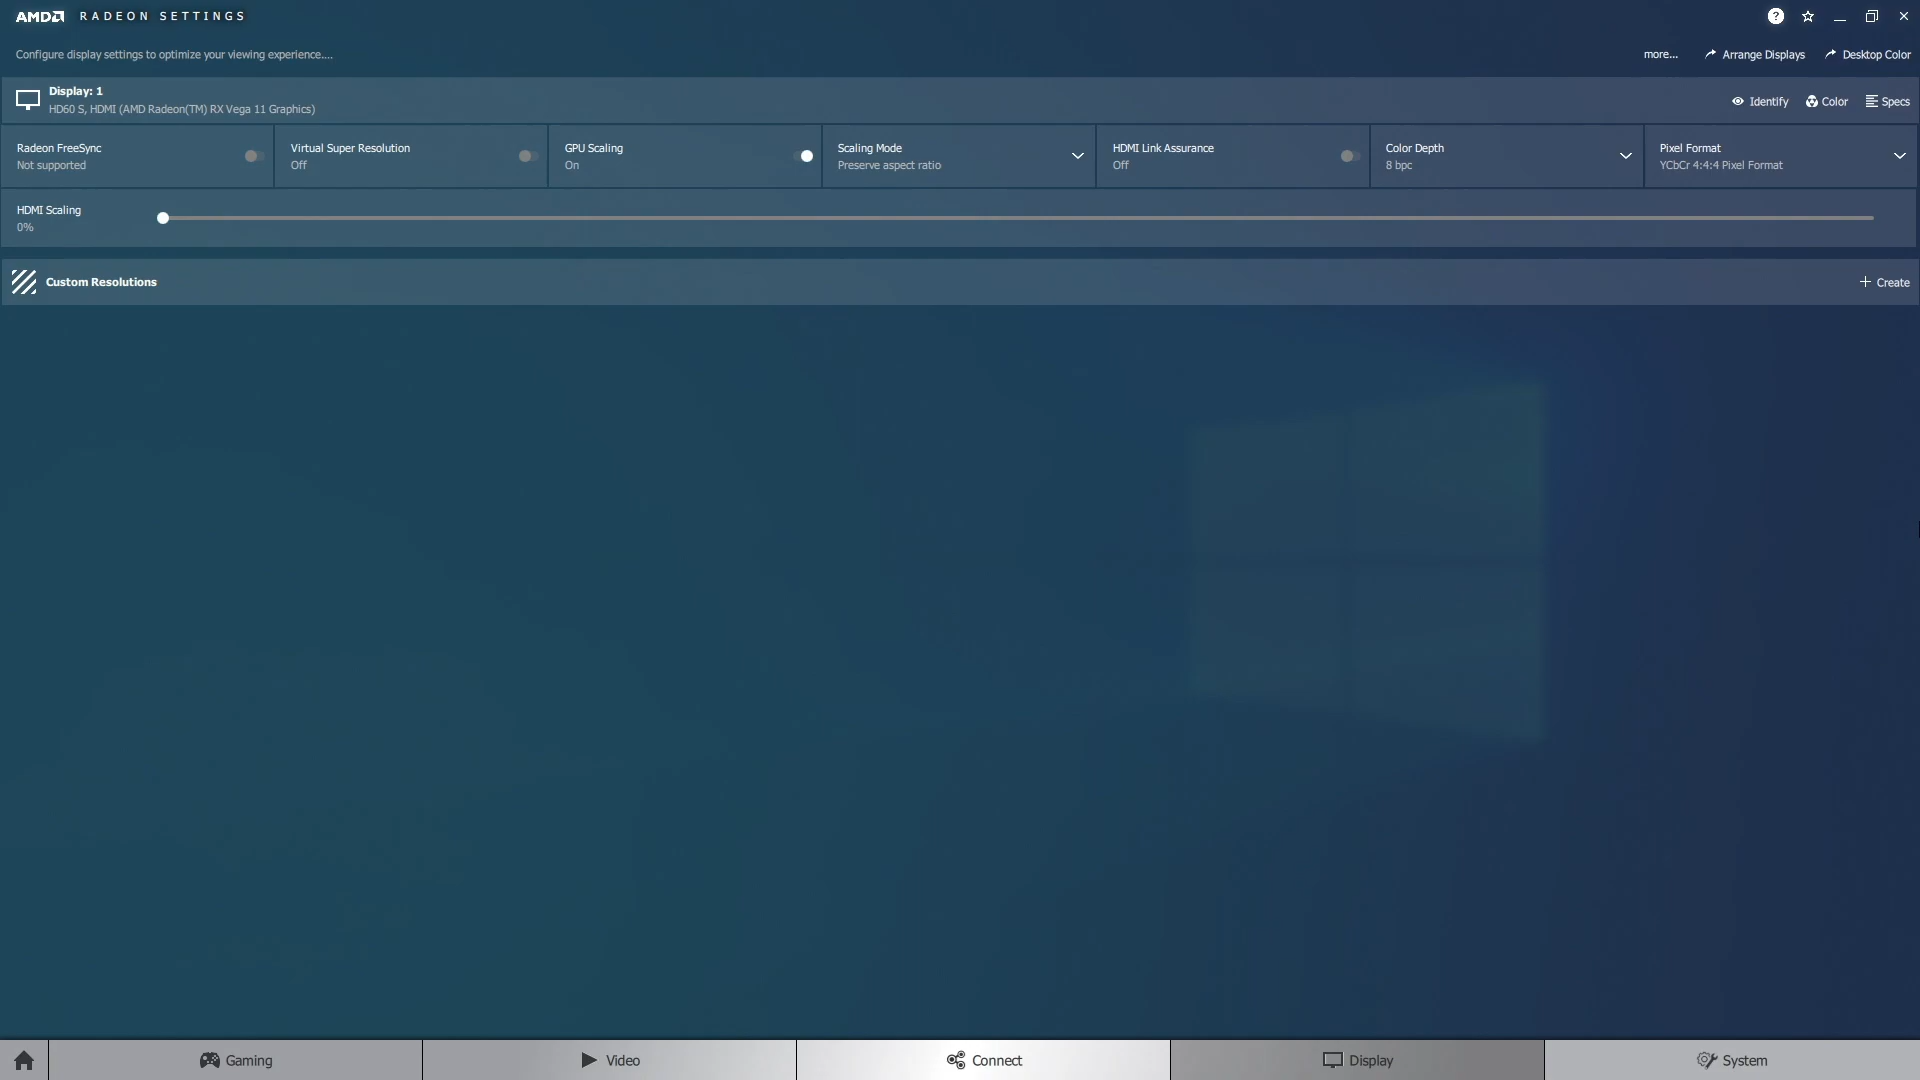 AMD RADEON SETTINGS
Configure display settings to optimize your viewing experience....
more... Arrange Displays Desktop Color
Display: 1
HD60 S, HDMI (AMD Radeon(TM) RX Vega 11 Graphics)
Identify Color Specs
Radeon FreeSync
Not supported
Virtual Super Resolution
Off
GPU Scaling
On
Scaling Mode
Preserve aspect ratio
HDMI Link Assurance
Off
Color Depth
8 bpc
Pixel Format
YCbCr 4:4:4 Pixel Format
HDMI Scaling
0%
Custom Resolutions
Create
Gaming Video Connect Display System